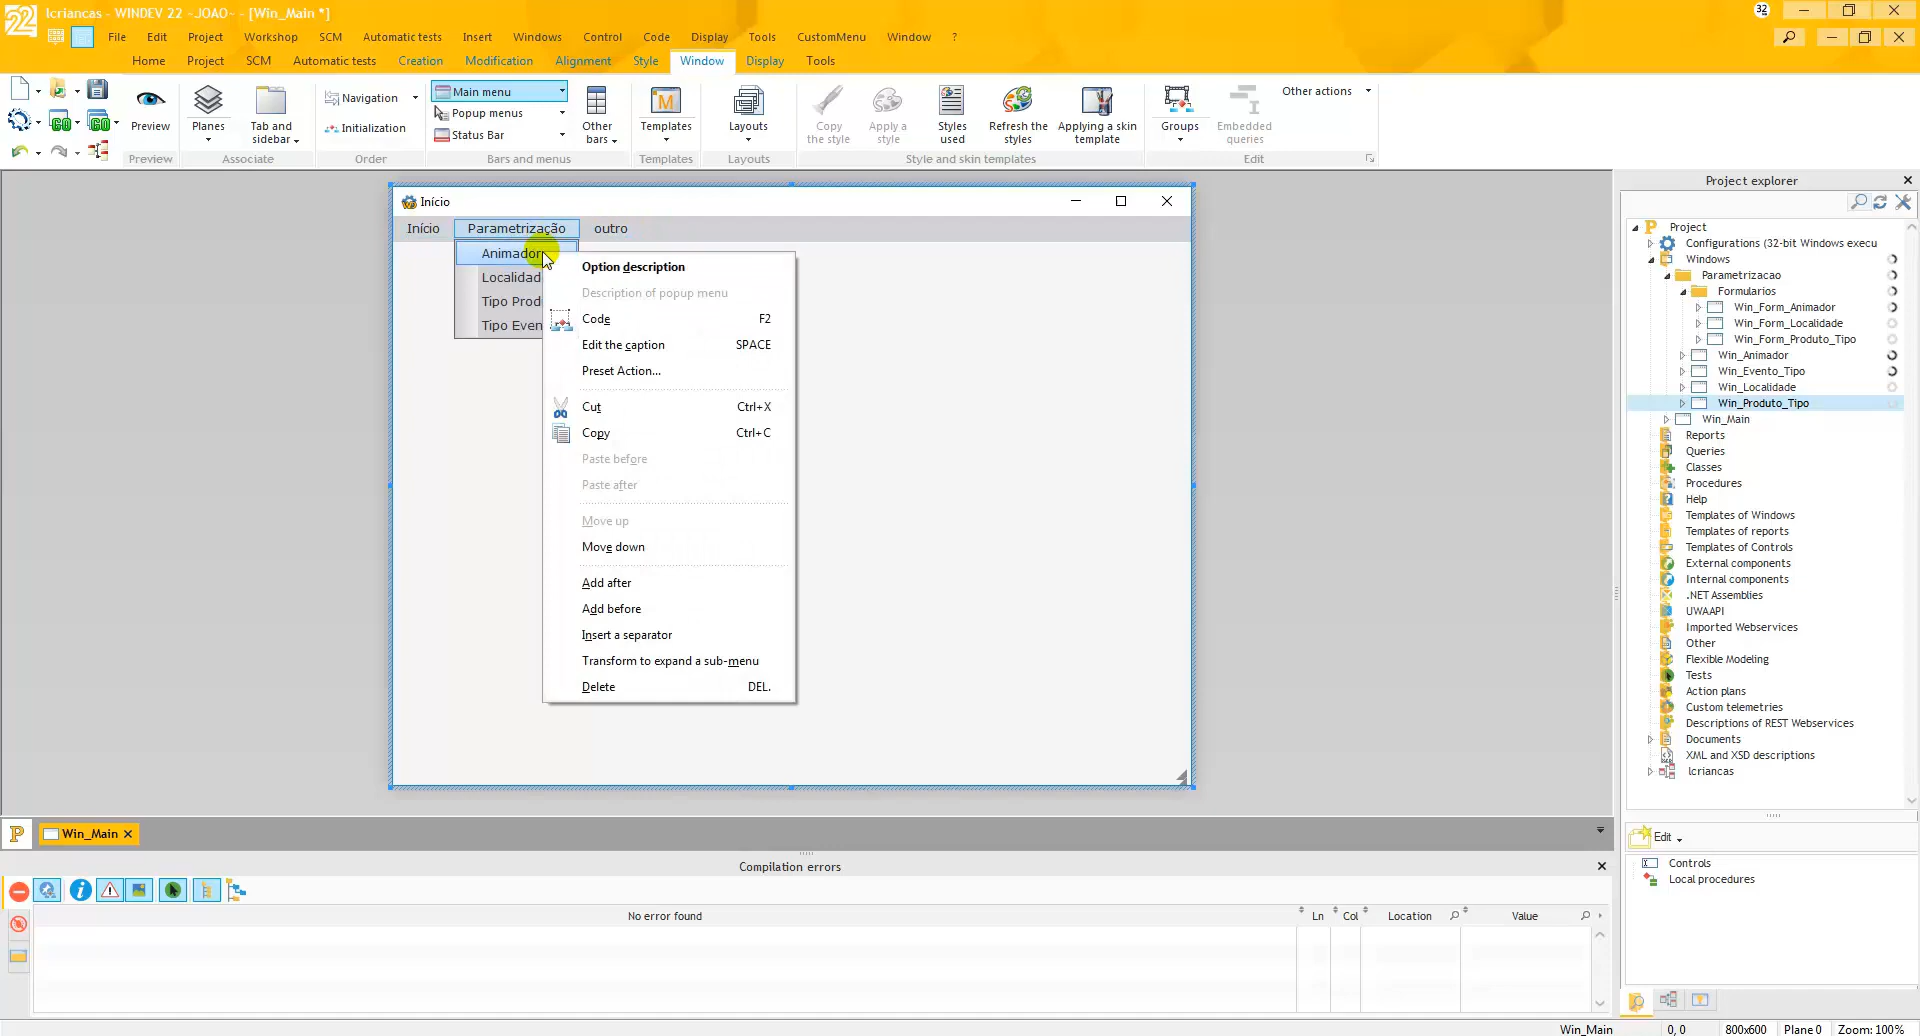 lcriancas - WINDEV 22 -JOAO- - [Win_Main *]
32
File Edit Project Workshop SCM Automatic tests Insert Windows Control Code Display Tools CustomMenu Window ?
Home Project SCM Automatic tests Creation Modification Alignment Style Window Display Tools
Preview
Preview
Planes
Tab and sidebar
Associate
Navigation
Initialization
Order
Main menu
Popup menus
Status Bar
Other bars
Bars and menus
Templates
Templates
Layouts
Layouts
Copy the style
Apply a style
Styles used
Refresh the styles
Applying a skin template
Style and skin templates
Groups
Embedded queries
Other actions
Edit
GO
GO
Início
Início Parametrização outro
Animador
Localidad
Tipo Prod
Tipo Even
Option description
Description of popup menu
Code F2
Edit the caption SPACE
Preset Action...
Cut Ctrl+X
Copy Ctrl+C
Paste before
Paste after
Move up
Move down
Add after
Add before
Insert a separator
Transform to expand a sub-menu
Delete DEL.
Project explorer
Project
Configurations (32-bit Windows execu
Windows
Parametrizacao
Formularios
Win_Form_Animador
Win_Form_Localidade
Win_Form_Produto_Tipo
Win_Animador
Win_Evento_Tipo
Win_Localidade
Win_Produto_Tipo
Win_Main
Reports
Queries
Classes
Procedures
Help
Templates of Windows
Templates of reports
Templates of Controls
External components
Internal components
.NET Assemblies
UWAAPI
Imported Webservices
Other
Flexible Modeling
Tests
Action plans
Custom telemetries
Descriptions of REST Webservices
Documents
XML and XSD descriptions
lcriancas
Edit
Controls
Local procedures
Win_Main
Compilation errors
No error found Ln Col Location Value
Win_Main 0, 0 800x600 Plane 0 Zoom: 100%